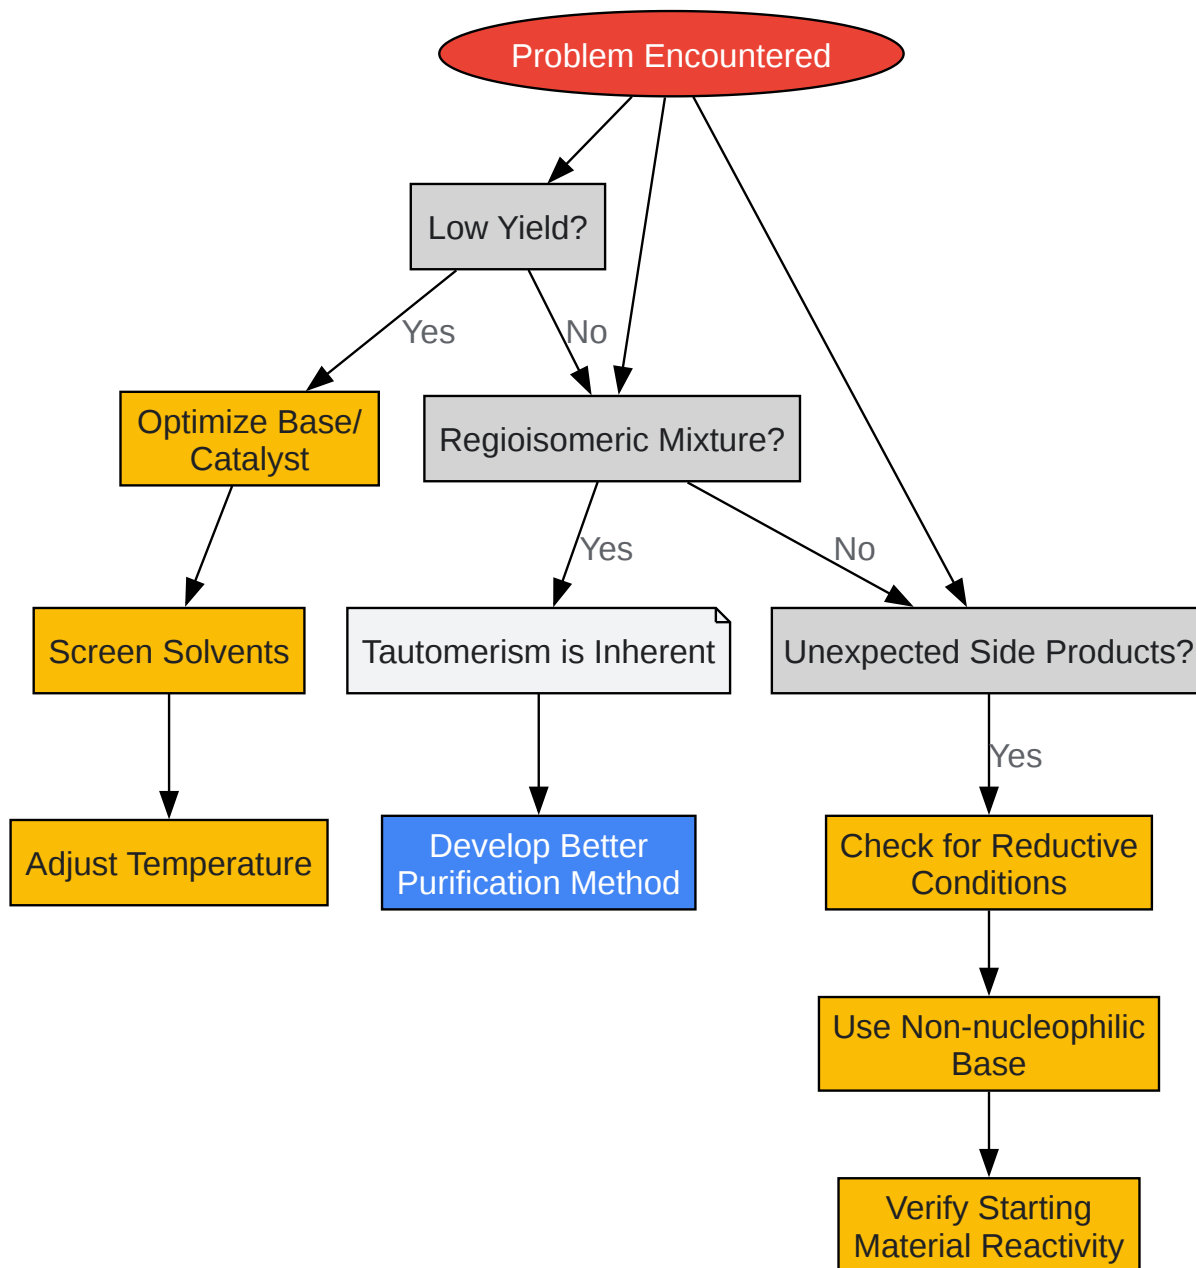 Problem Encountered
Low Yield?
Yes
No
Optimize Base/
Catalyst
Regioisomeric Mixture?
Yes
No
Screen Solvents
Tautomerism is Inherent
Unexpected Side Products?
Yes
Adjust Temperature
Develop Better
Purification Method
Check for Reductive
Conditions
Use Non-nucleophilic
Base
Verify Starting
Material Reactivity